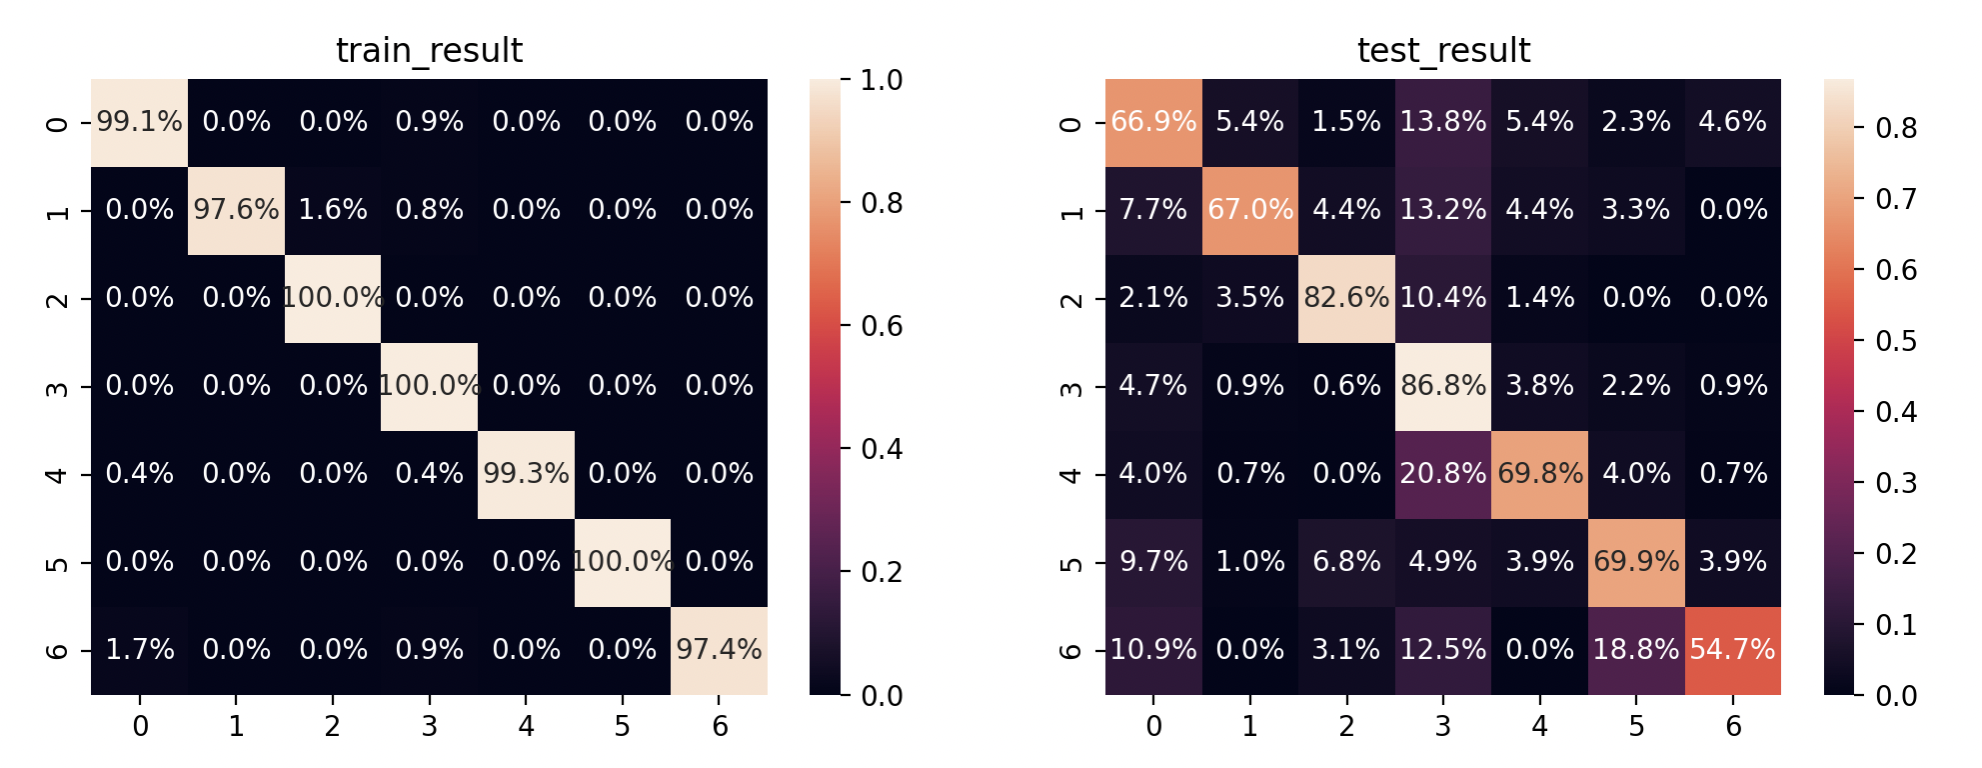 train_result
test_result
0 99.1% 0.0% 0.0% 0.9% 0.0% 0.0% 0.0%
1 0.0% 97.6% 1.6% 0.8% 0.0% 0.0% 0.0%
2 0.0% 0.0% 100.0% 0.0% 0.0% 0.0% 0.0%
3 0.0% 0.0% 0.0% 100.0% 0.0% 0.0% 0.0%
4 0.4% 0.0% 0.0% 0.4% 99.3% 0.0% 0.0%
5 0.0% 0.0% 0.0% 0.0% 0.0% 100.0% 0.0%
6 1.7% 0.0% 0.0% 0.9% 0.0% 0.0% 97.4%
0 1 2 3 4 5 6
1.0
0.8
0.6
0.4
0.2
0.0
0 66.9% 5.4% 1.5% 13.8% 5.4% 2.3% 4.6%
1 7.7% 67.0% 4.4% 13.2% 4.4% 3.3% 0.0%
2 2.1% 3.5% 82.6% 10.4% 1.4% 0.0% 0.0%
3 4.7% 0.9% 0.6% 86.8% 3.8% 2.2% 0.9%
4 4.0% 0.7% 0.0% 20.8% 69.8% 4.0% 0.7%
5 9.7% 1.0% 6.8% 4.9% 3.9% 69.9% 3.9%
6 10.9% 0.0% 3.1% 12.5% 0.0% 18.8% 54.7%
0 1 2 3 4 5 6
0.8
0.7
0.6
0.5
0.4
0.3
0.2
0.1
0.0